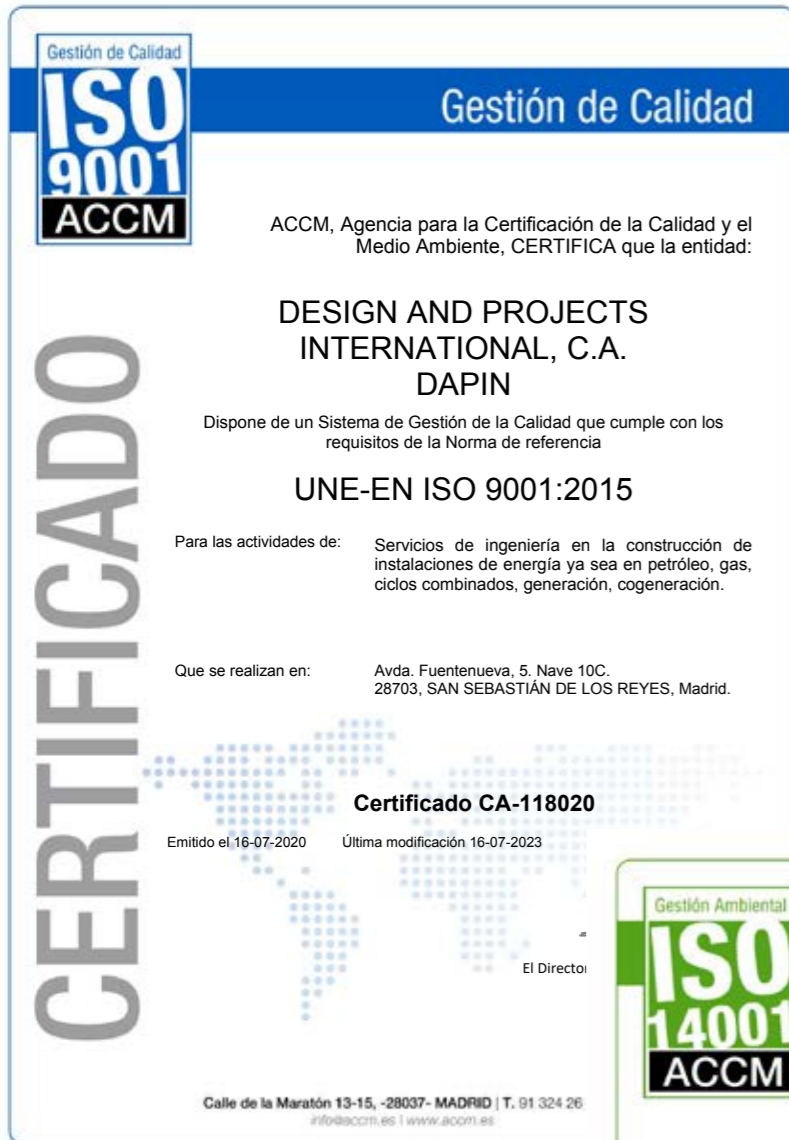 Gestión de Calidad
ISO
9001
ACCM
Gestión de Calidad
ACCM, Agencia para la Certificación de la Calidad y el
Medio Ambiente, CERTIFICA que la entidad:
DESIGN AND PROJECTS
INTERNATIONAL, C.A.
DAPIN
Dispone de un Sistema de Gestión de la Calidad que cumple con los
requisitos de la Norma de referencia
UNE-EN ISO 9001:2015
Para las actividades de:
Servicios de ingeniería en la construcción de
instalaciones de energía ya sea en petróleo, gas,
ciclos combinados, generación, cogeneración.
Que se realizan en:
Avda. Fuentenueva, 5. Nave 10C.
28703, SAN SEBASTIÁN DE LOS REYES, Madrid.
CERTIFICADO
Certificado CA-118020
Emitido el 16-07-2020 Última modificación 16-07-2023
El Director
Calle de la Maratón 13-15, -28037- MADRID | T. 91 324 26
info@accm.es | www.accm.es
Gestión Ambiental
ISO
14001
ACCM